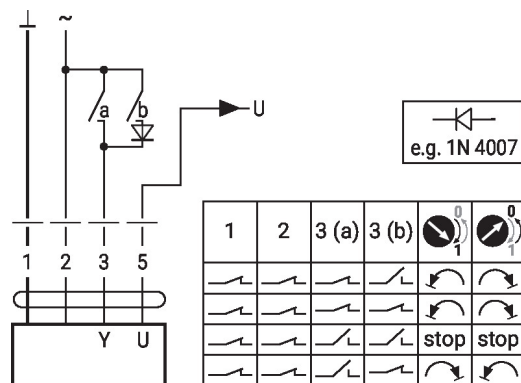 ~
a b
U
e.g. 1N 4007
1 2 3 5
Y U
1 2 3 (a) 3 (b) 0 1 0 1
stop stop